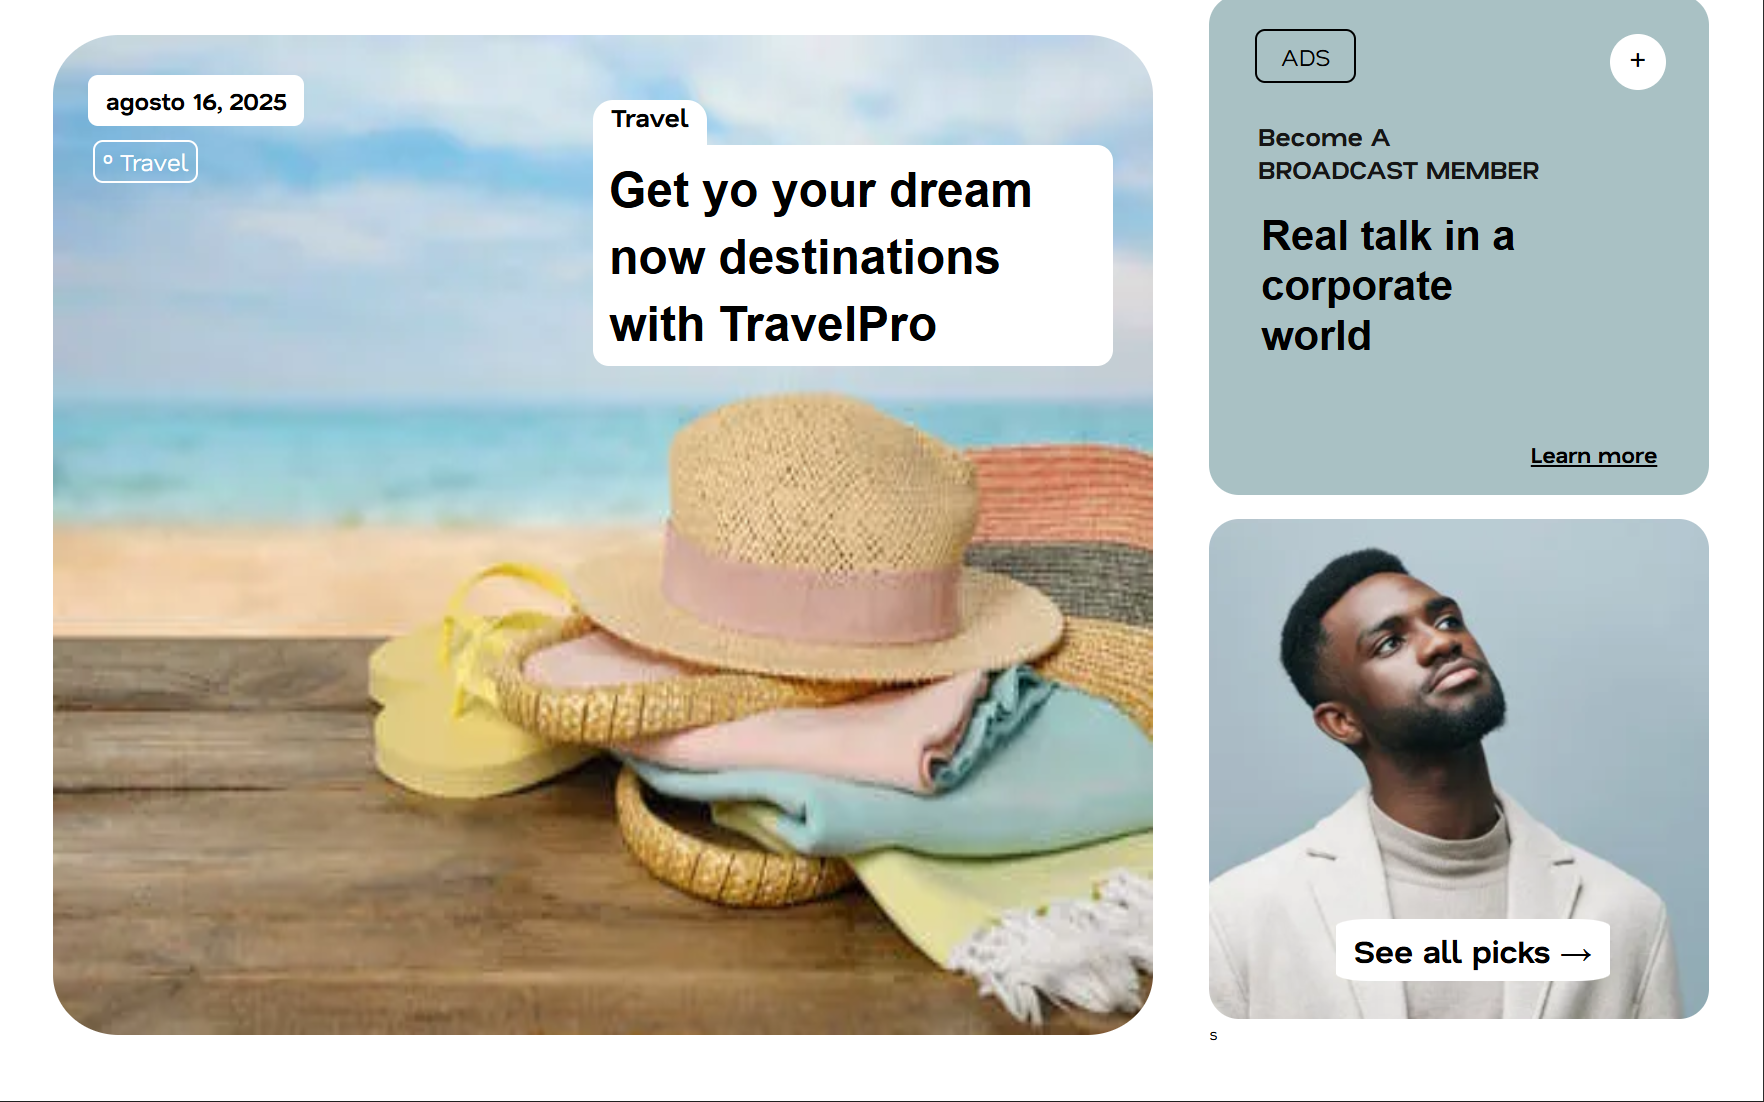 agosto 16, 2025
º Travel
Travel
Get yo your dream
now destinations
with TravelPro
ADS
+
Become A
BROADCAST MEMBER
Real talk in a
corporate
world
Learn more
See all picks →
s